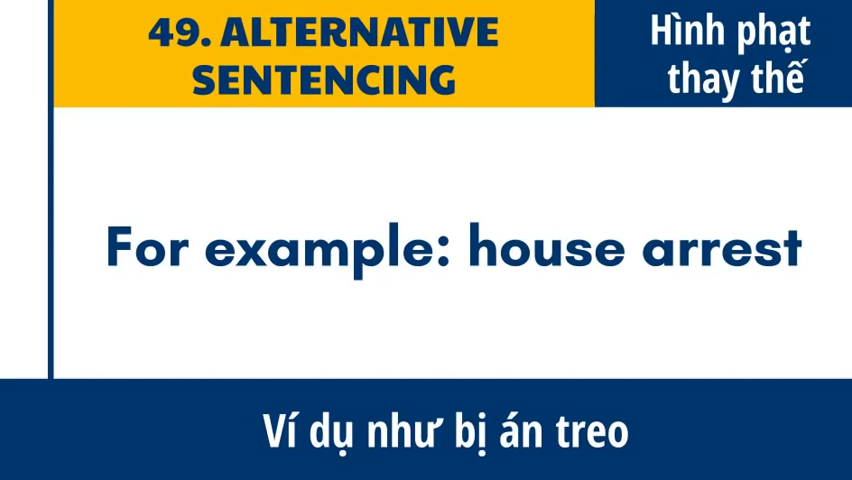 49. ALTERNATIVE
SENTENCING
Hình phạt
thay thế
For example: house arrest
Ví dụ như bị án treo